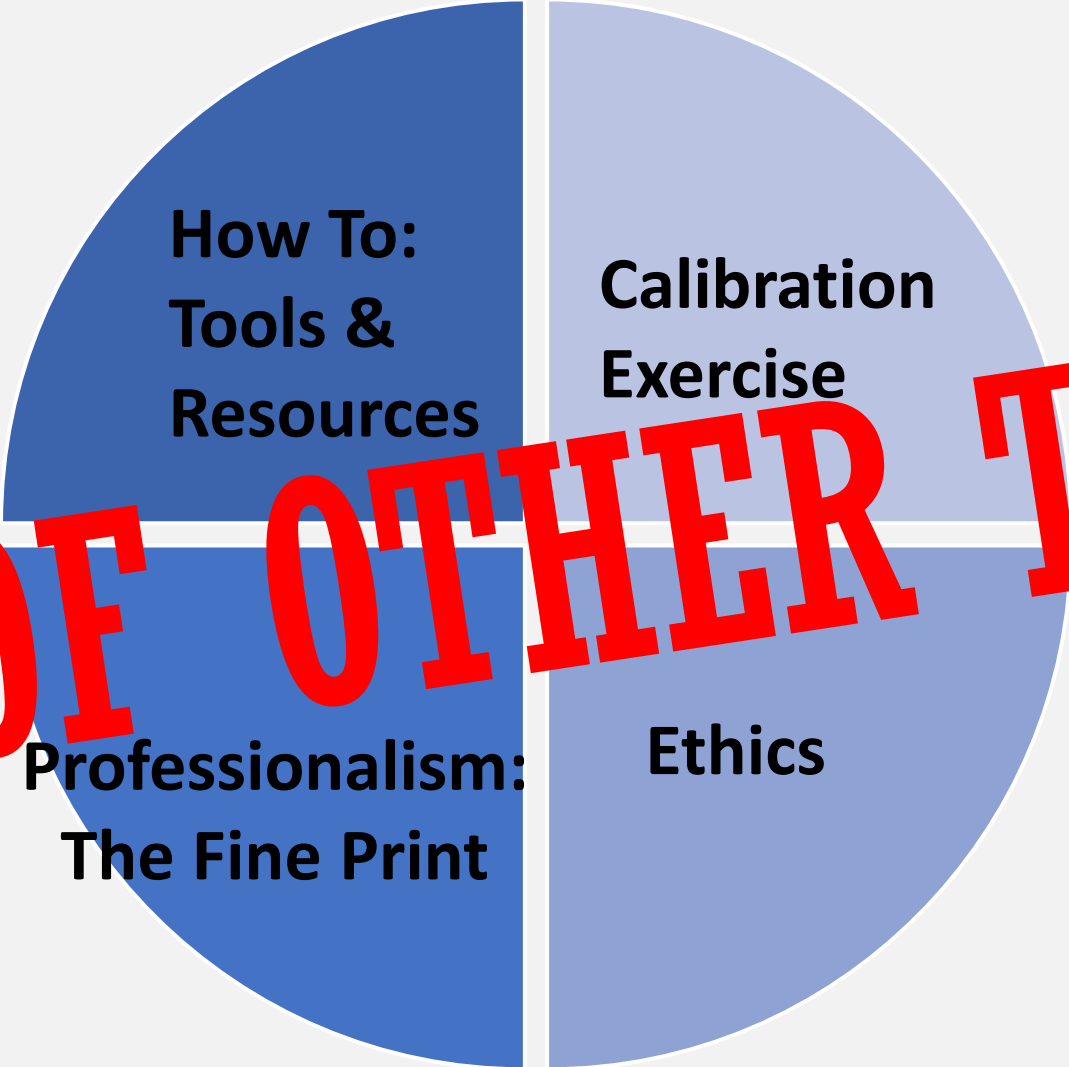 How To:
Tools &
Resources
Calibration
Exercise
OF OTHER T
Professionalism:
The Fine Print
Ethics